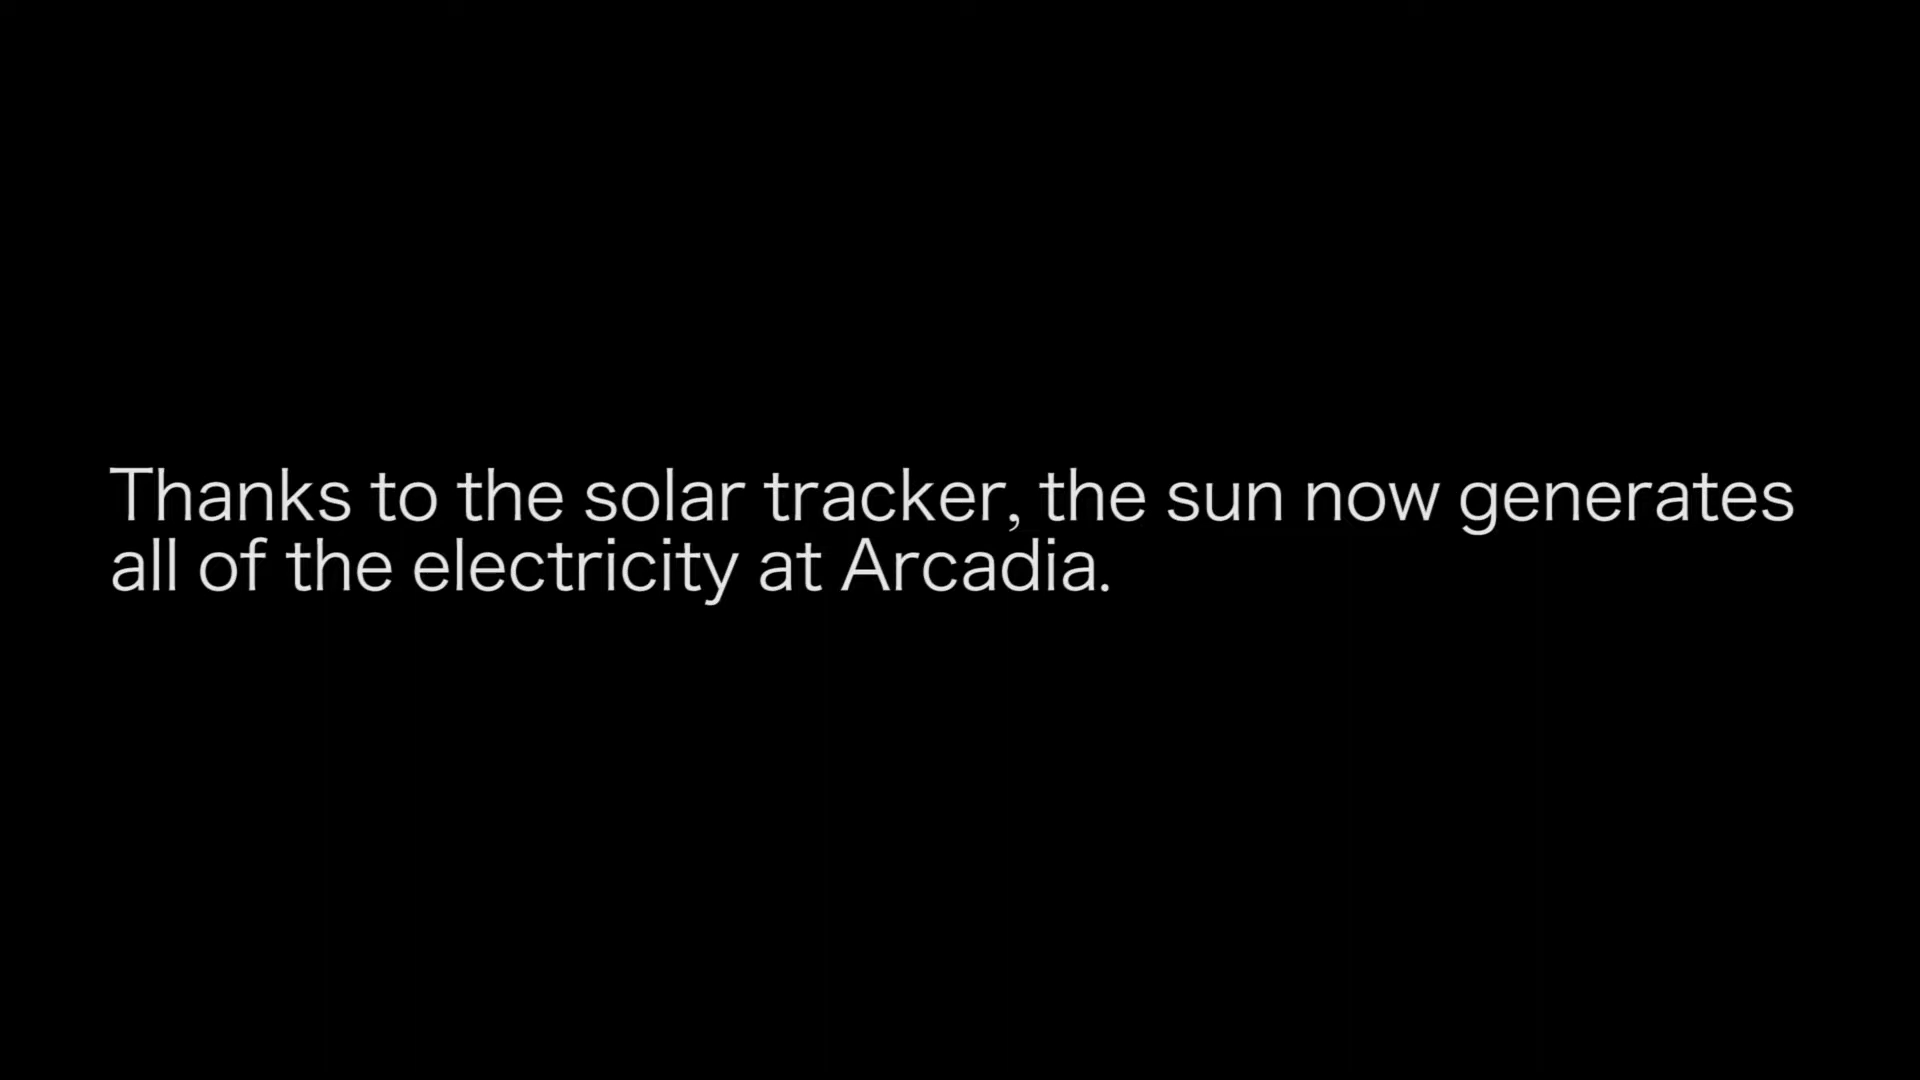 Thanks to the solar tracker, the sun now generates
all of the electricity at Arcadia.